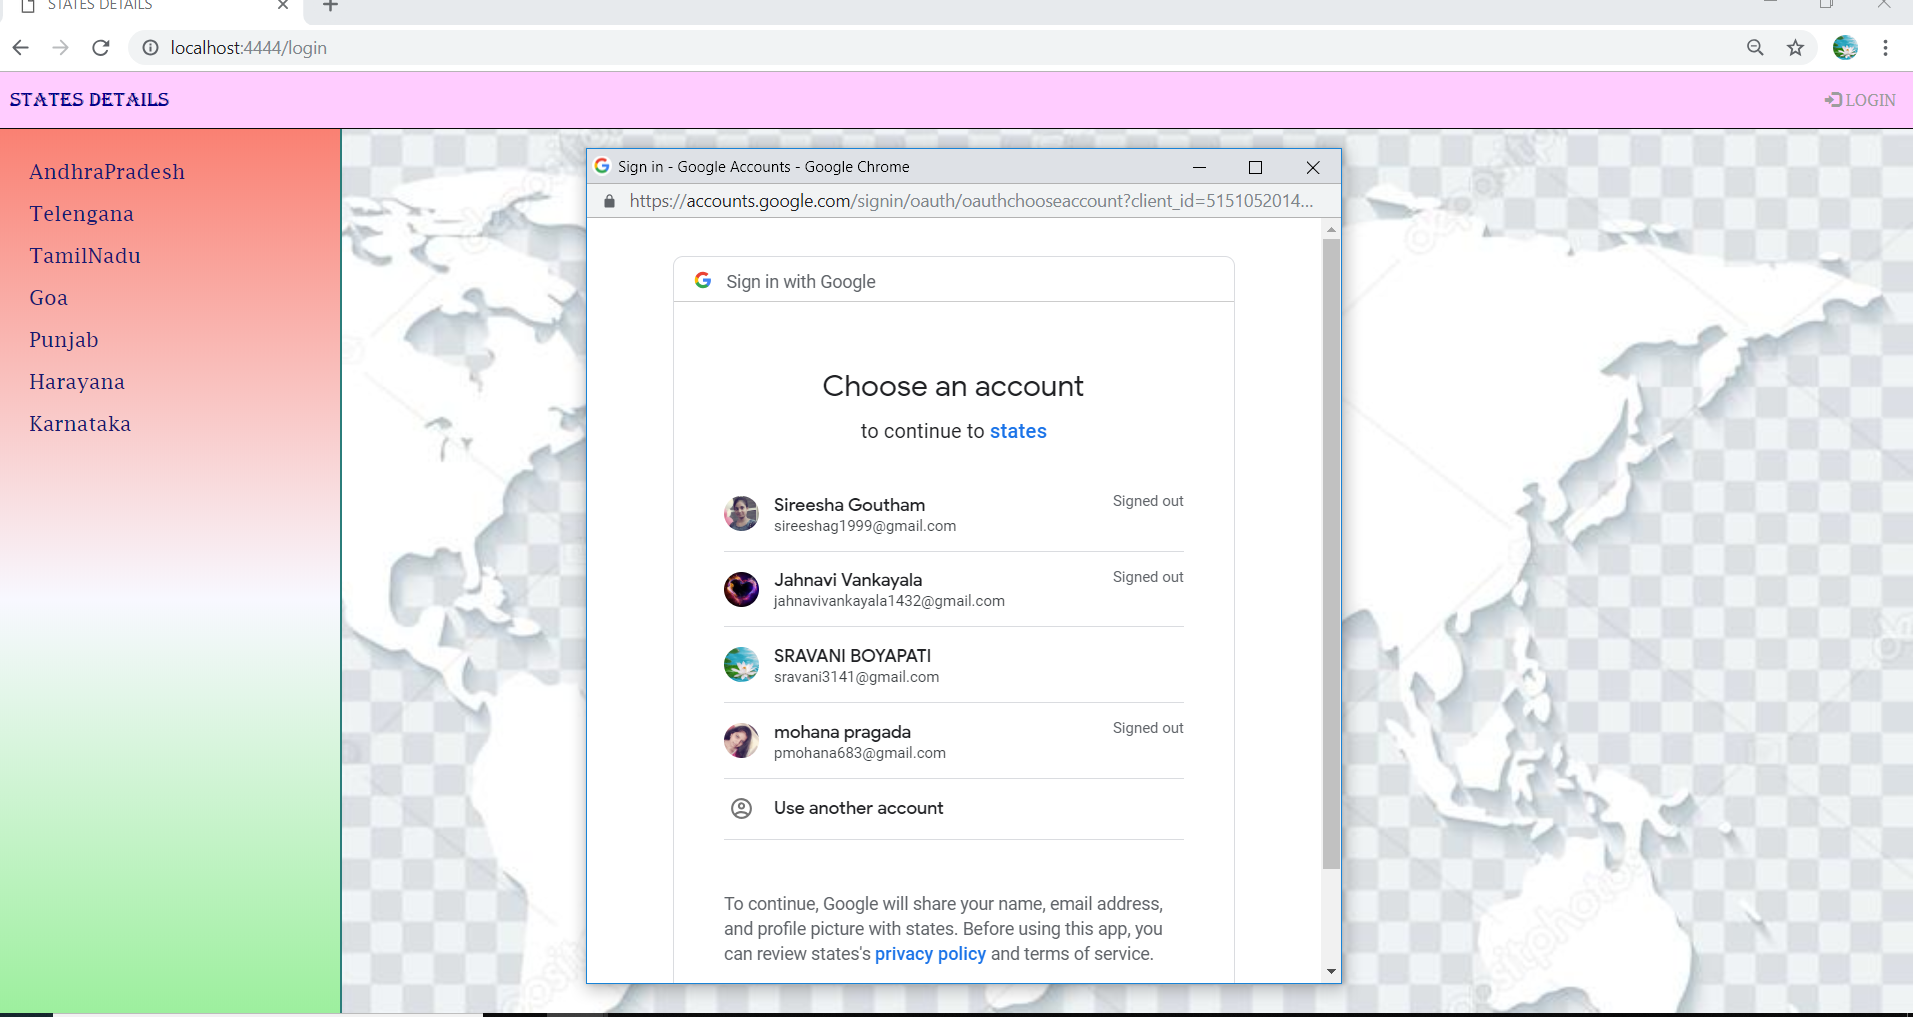 STATES DETAILS
localhost:4444/login
STATES DETAILS
LOGIN
AndhraPradesh
Telengana
TamilNadu
Goa
Punjab
Harayana
Karnataka
Sign in - Google Accounts - Google Chrome
https://accounts.google.com/signin/oauth/oauthchooseaccount?client_id=5151052014...
Sign in with Google
Choose an account
to continue to states
Sireesha Goutham
Signed out
sireeshag1999@gmail.com
Jahnavi Vankayala
Signed out
jahnavivankayala1432@gmail.com
SRAVANI BOYAPATI
sravani3141@gmail.com
mohana pragada
Signed out
pmohana683@gmail.com
Use another account
To continue, Google will share your name, email address,
and profile picture with states. Before using this app, you
can review states's privacy policy and terms of service.